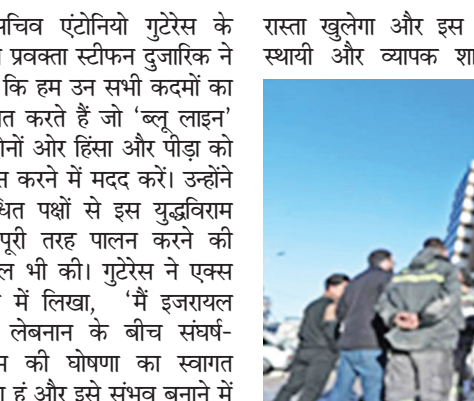 एंटोनियो गुटेरेस के
प्रवक्ता स्टीफन दुजारिक ने
कि हम उन सभी कदमों का
करते हैं जो ‘ब्लू लाइन’
ओर हिंसा और पीड़ा को
करने में मदद करें। उन्होंने
पक्षों से इस युद्धविराम
पूरी तरह पालन करने की
भी की। गुटेरेस ने एक्स
में लिखा, ‘मैं इजरायल
लेबनान के बीच संघर्ष-
की घोषणा का स्वागत
हूं और इसे संभव बनाने में
रास्ता खुलेगा और इस
स्थायी और व्यापक